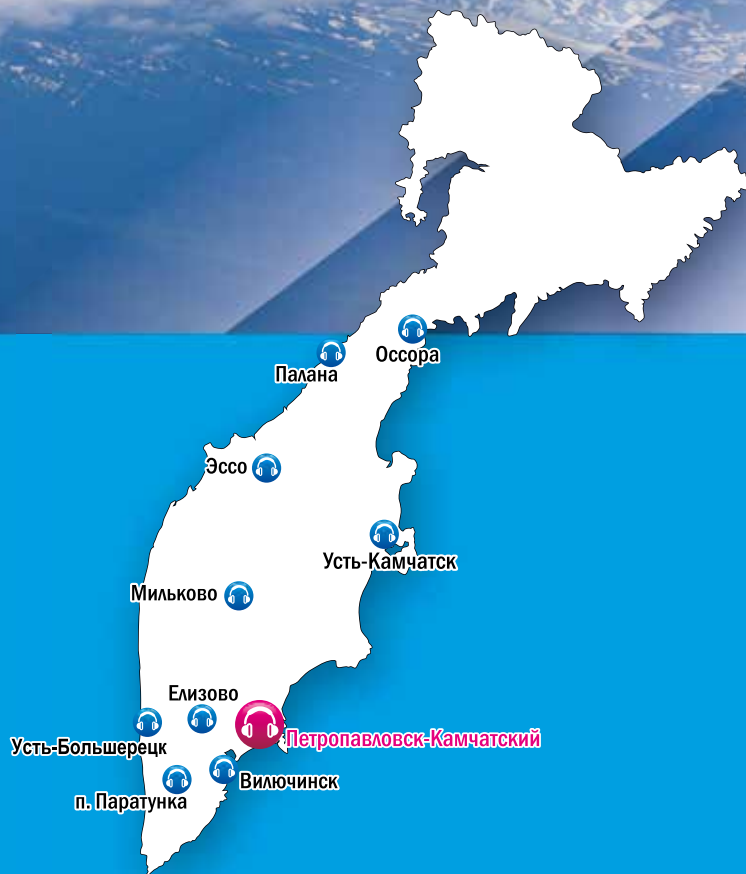 Оссора
Палана
Эссо
Усть-Камчатск
Мильково
Елизово
Петропавловск-Камчатский
Усть-Большерецк
Вилючинск
п. Паратунка